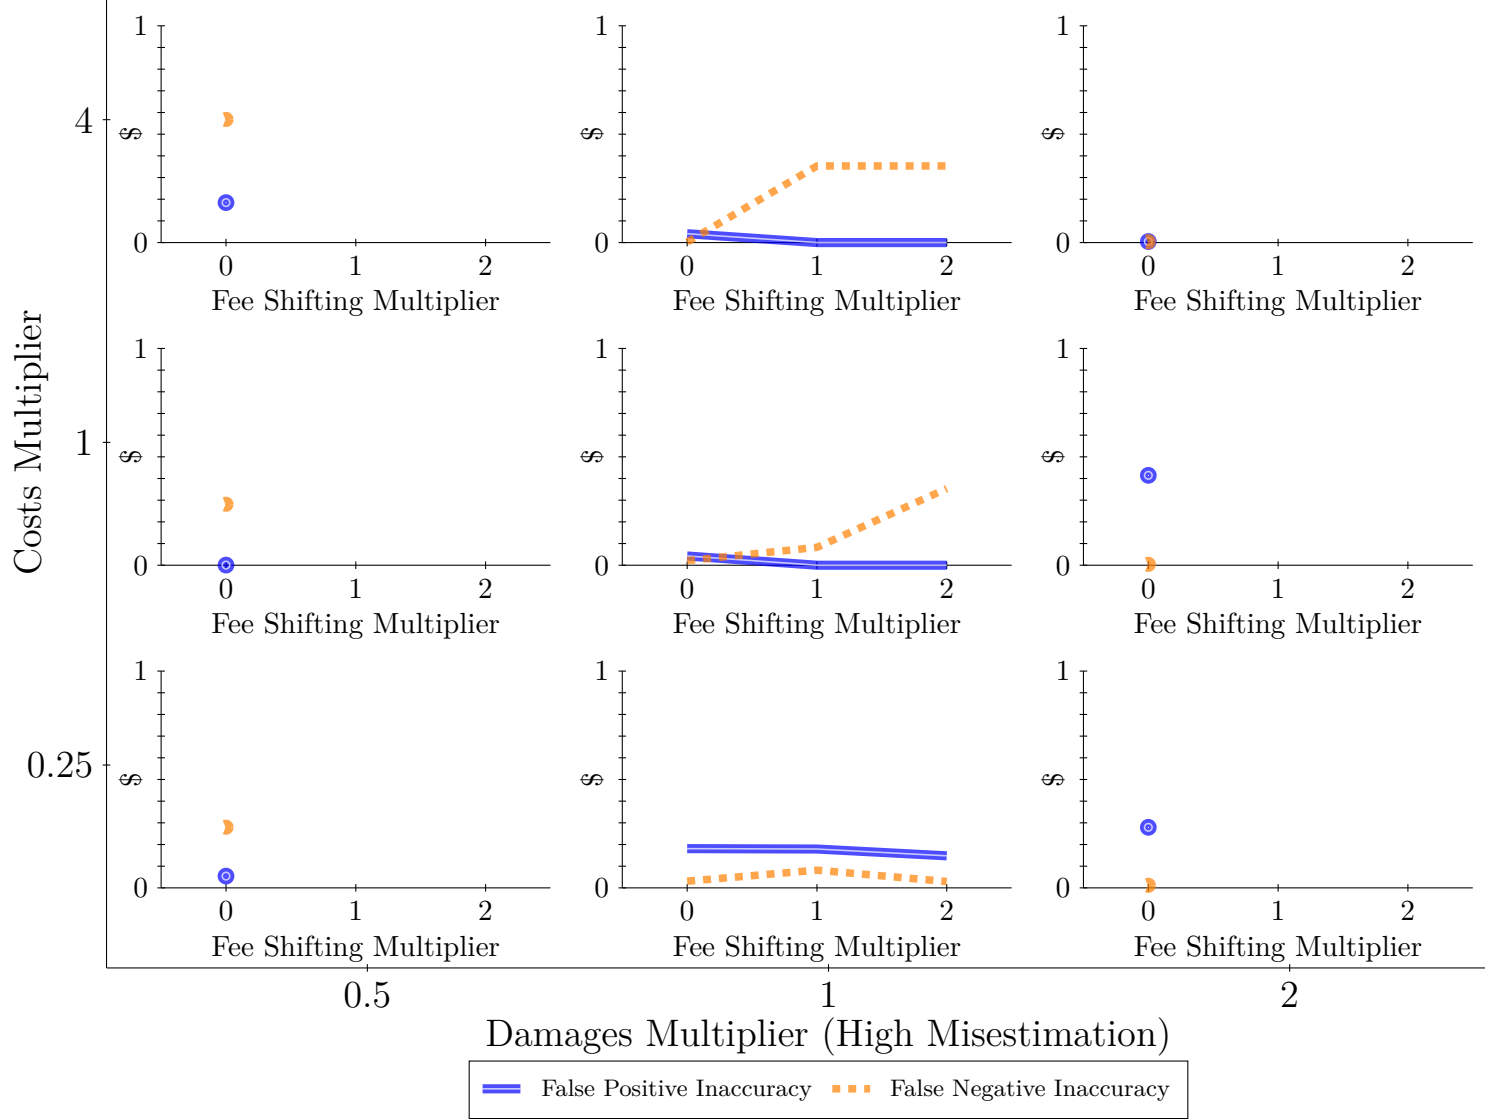 Costs Multiplier
4
1
0.25
1
$
0
0 1 2
Fee Shifting Multiplier
1
$
0
0 1 2
Fee Shifting Multiplier
1
$
0
0 1 2
Fee Shifting Multiplier
1
$
0
0 1 2
Fee Shifting Multiplier
1
$
0
0 1 2
Fee Shifting Multiplier
1
$
0
0 1 2
Fee Shifting Multiplier
1
$
0
0 1 2
Fee Shifting Multiplier
1
$
0
0 1 2
Fee Shifting Multiplier
1
$
0
0 1 2
Fee Shifting Multiplier
0.5 1 2
Damages Multiplier (High Misestimation)
False Positive Inaccuracy False Negative Inaccuracy